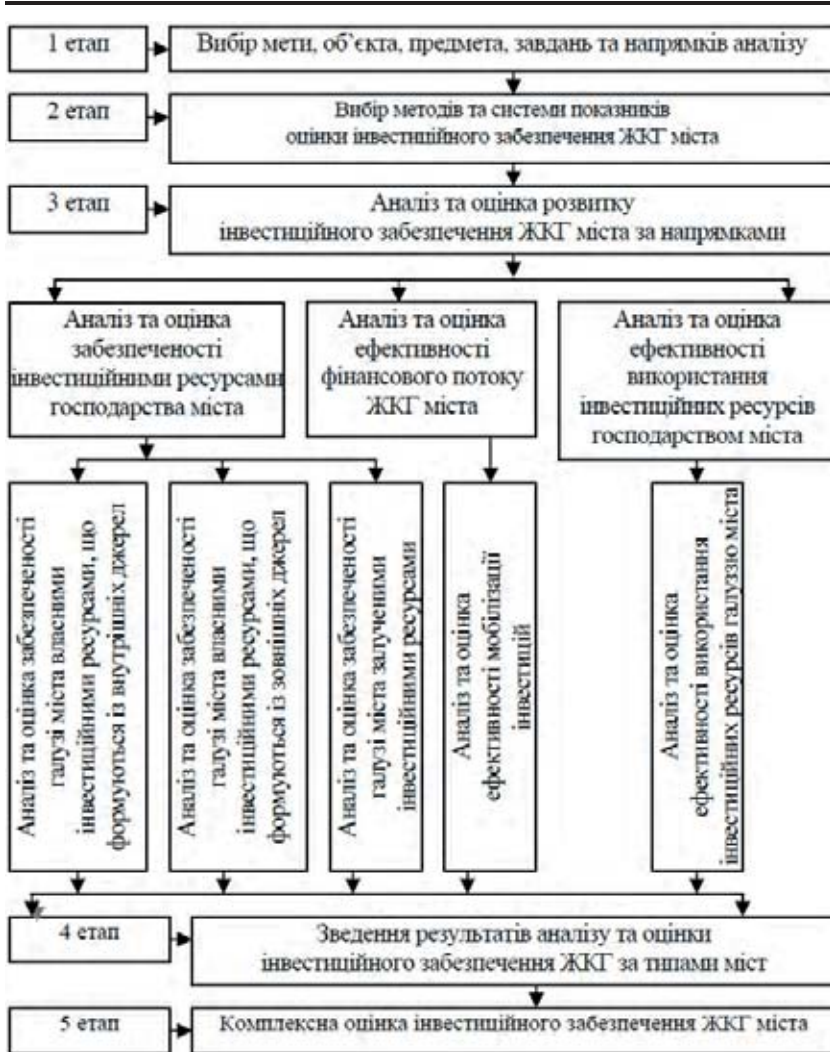 1 етап
Вибір мети, об’єкта, предмета, завдань та напрямків аналізу
2 етап
Вибір методів та системи показників
оцінки інвестиційного забезпечення ЖКГ міста
3 етап
Аналіз та оцінка розвитку
інвестиційного забезпечення ЖКГ міста за напрямками
Аналіз та оцінка
забезпеченості
інвестиційними ресурсами
господарства міста
Аналіз та оцінка
ефективності
фінансового потоку
ЖКГ міста
Аналіз та оцінка
ефективності
використання
інвестиційних ресурсів
господарством міста
Аналіз та оцінка забезпеченості
галузі міста власними
інвестиційними ресурсами, що
формуються із внутрішніх джерел
Аналіз та оцінка забезпеченості
галузі міста власними
інвестиційними ресурсами, що
формуються із зовнішніх джерел
Аналіз та оцінка забезпеченості
галузі міста залученими
інвестиційними ресурсами
Аналіз та оцінка
ефективності мобілізації
інвестицій
Аналіз та оцінка
ефективності використання
інвестиційних ресурсів галуззю міста
4 етап
Зведення результатів аналізу та оцінки
інвестиційного забезпечення ЖКГ за типами міст
5 етап
Комплексна оцінка інвестиційного забезпечення ЖКГ міста